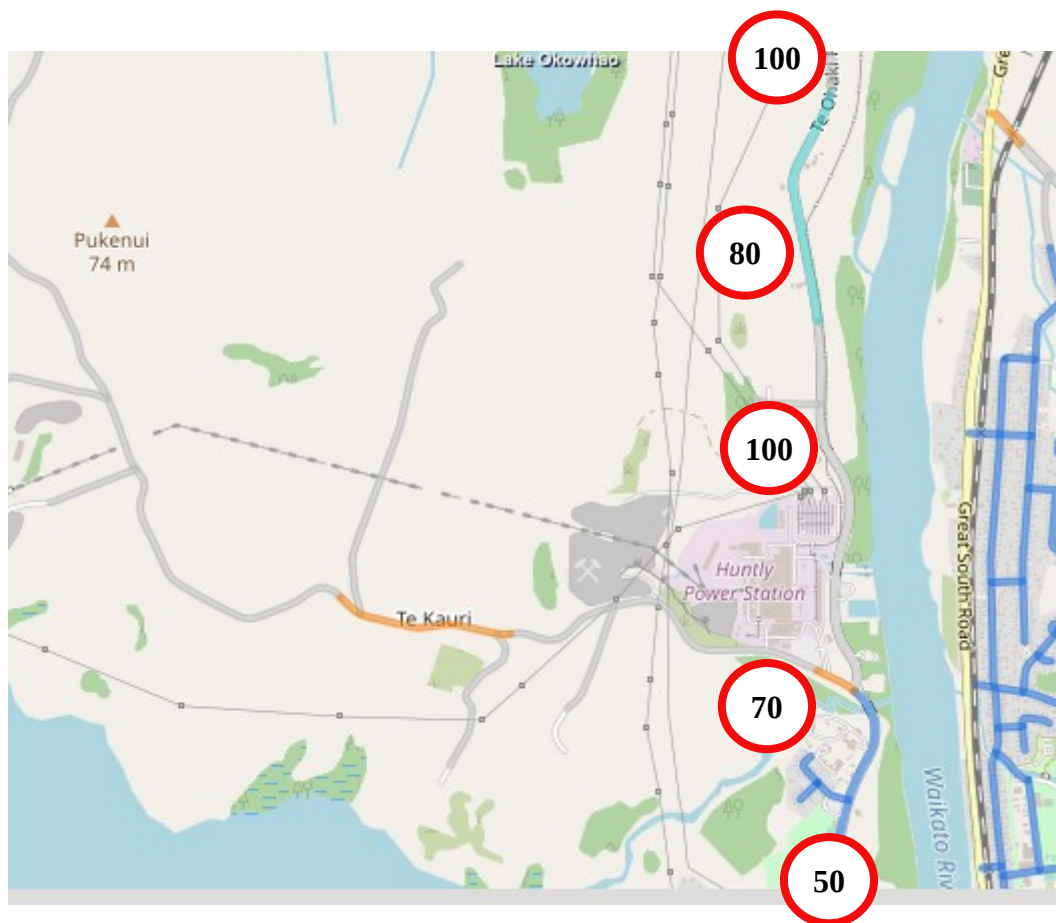 Lake Okowhao
100
Te Ohaki
Gre
Pukenui
74 m
80
100
Great South Road
Huntly
Power Station
Te Kauri
70
Waikato Riv
50